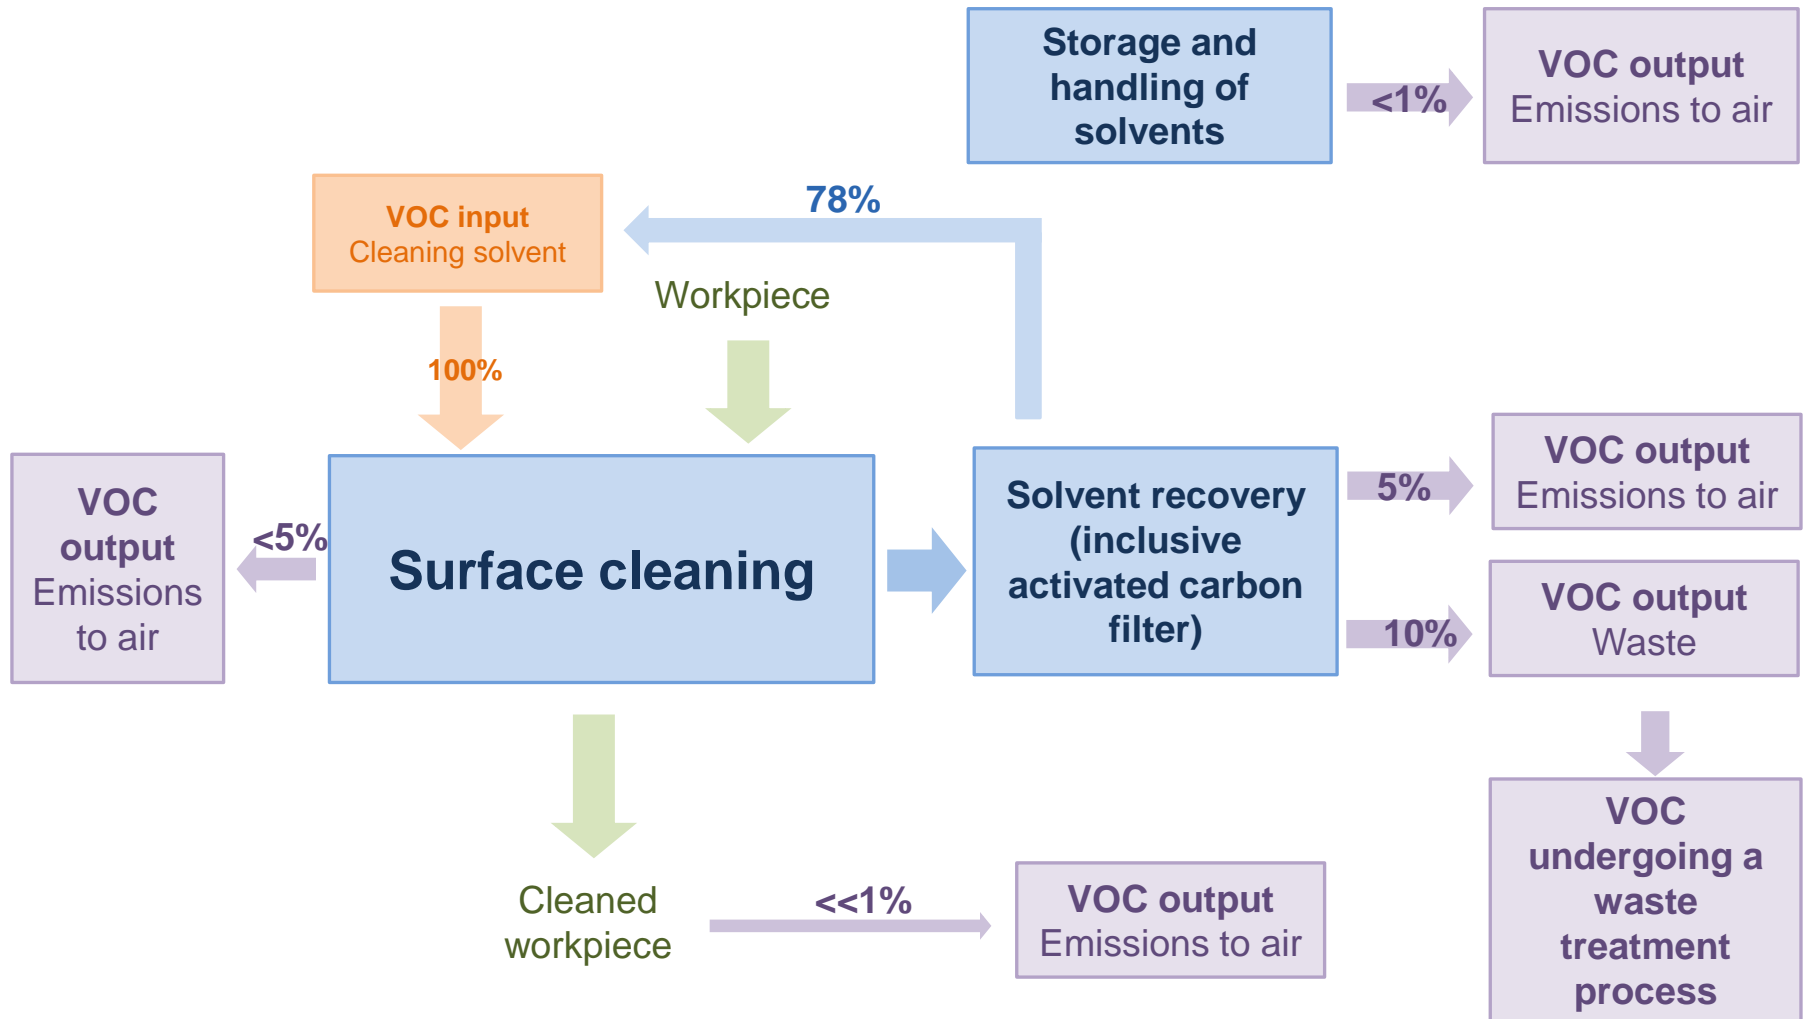 Storage and
handling of
solvents
<1%
VOC output
Emissions to air
78%
VOC input
Cleaning solvent
Workpiece
100%
VOC
output
Emissions
to air
<5%
Surface cleaning
Solvent recovery
(inclusive
activated carbon
filter)
5%
VOC output
Emissions to air
10%
VOC output
Waste
Cleaned
workpiece
<<1%
VOC output
Emissions to air
VOC
undergoing a
waste
treatment
process